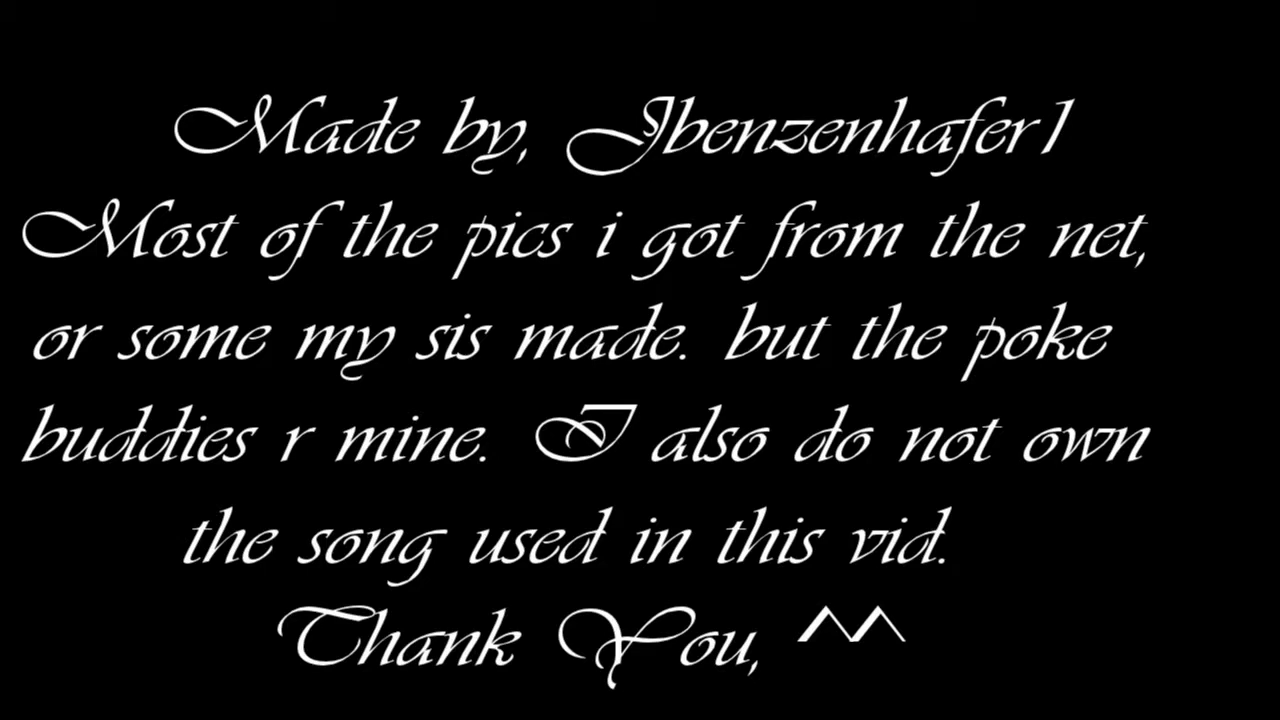 Made by, Jbenzenhafer1
Most of the pics i got from the net,
or some my sis made. but the poke
buddies r mine. I also do not own
the song used in this vid.
Thank You, ^^